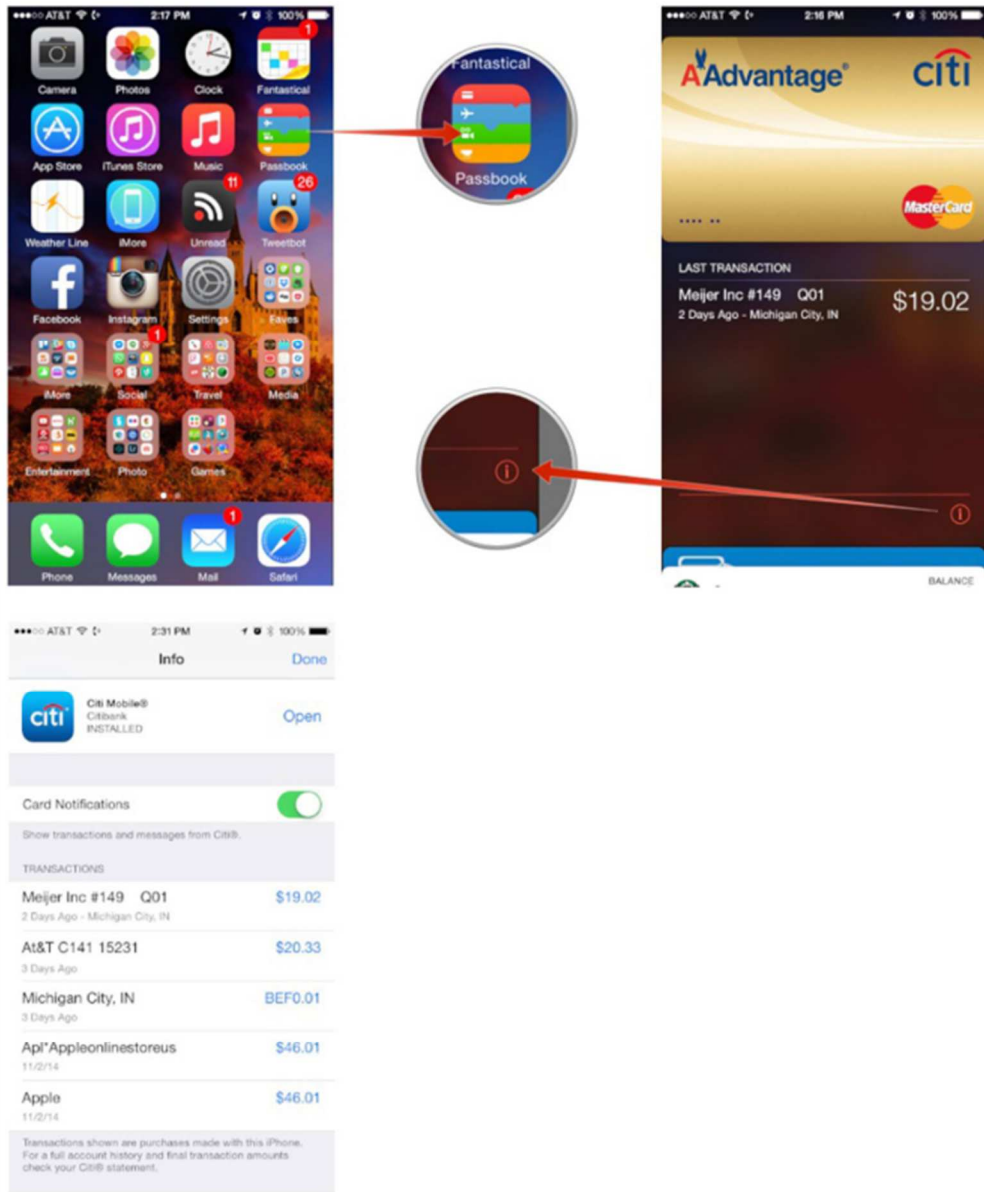 AT&T 2:17 PM 100%
1
Camera Photos Clock Fantastical
App Store iTunes Store Music Passbook
11 26
Weather Line iMore Unread Tweetbot
Facebook Instagram Settings Faves
1
iMore Social Travel Media
Entertainment Photo Games
1
Phone Messages Mail Safari
Fantastical
Passbook
AT&T 2:16 PM 100%
AAdvantage® citi
MasterCard
LAST TRANSACTION
Meijer Inc #149 Q01 $19.02
2 Days Ago - Michigan City, IN
BALANCE
AT&T 2:31 PM 100%
Info Done
citi
Citi Mobile®
Citibank
INSTALLED
Open
Card Notifications
Show transactions and messages from Citi®.
TRANSACTIONS
Meijer Inc #149 Q01 $19.02
2 Days Ago - Michigan City, IN
At&T C141 15231 $20.33
3 Days Ago
Michigan City, IN BEF0.01
3 Days Ago
Apl*Appleonlinestoreus $46.01
11/2/14
Apple $46.01
11/2/14
Transactions shown are purchases made with this iPhone.
For a full account history and final transaction amounts
check your Citi® statement.